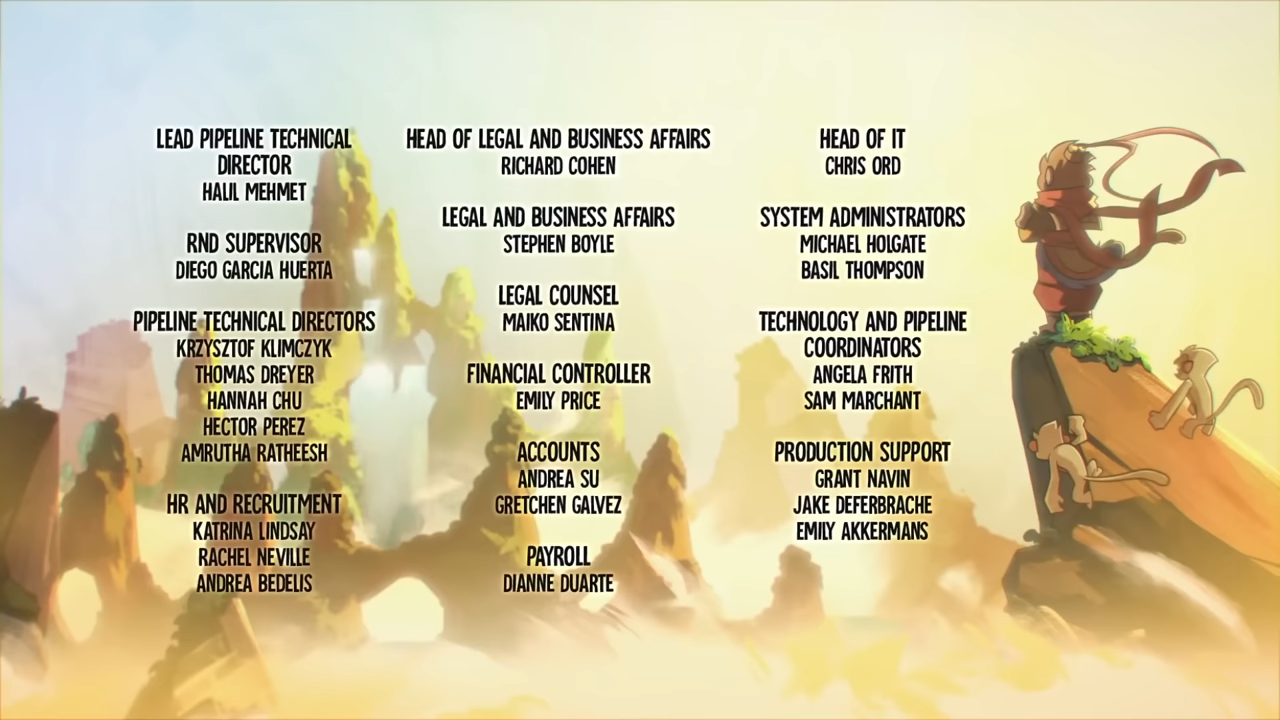 LEAD PIPELINE TECHNICAL
DIRECTOR
HALIL MEHMET
RND SUPERVISOR
DIEGO GARCIA HUERTA
PIPELINE TECHNICAL DIRECTORS
KRZYSZTOF KLIMCZYK
THOMAS DREYER
HANNAH CHU
HECTOR PEREZ
AMRUTHA RATHEESH
HR AND RECRUITMENT
KATRINA LINDSAY
RACHEL NEVILLE
ANDREA BEDELIS
HEAD OF LEGAL AND BUSINESS AFFAIRS
RICHARD COHEN
LEGAL AND BUSINESS AFFAIRS
STEPHEN BOYLE
LEGAL COUNSEL
MAIKO SENTINA
FINANCIAL CONTROLLER
EMILY PRICE
ACCOUNTS
ANDREA SU
GRETCHEN GALVEZ
PAYROLL
DIANNE DUARTE
HEAD OF IT
CHRIS ORD
SYSTEM ADMINISTRATORS
MICHAEL HOLGATE
BASIL THOMPSON
TECHNOLOGY AND PIPELINE
COORDINATORS
ANGELA FRITH
SAM MARCHANT
PRODUCTION SUPPORT
GRANT NAVIN
JAKE DEFERBRACHE
EMILY AKKERMANS